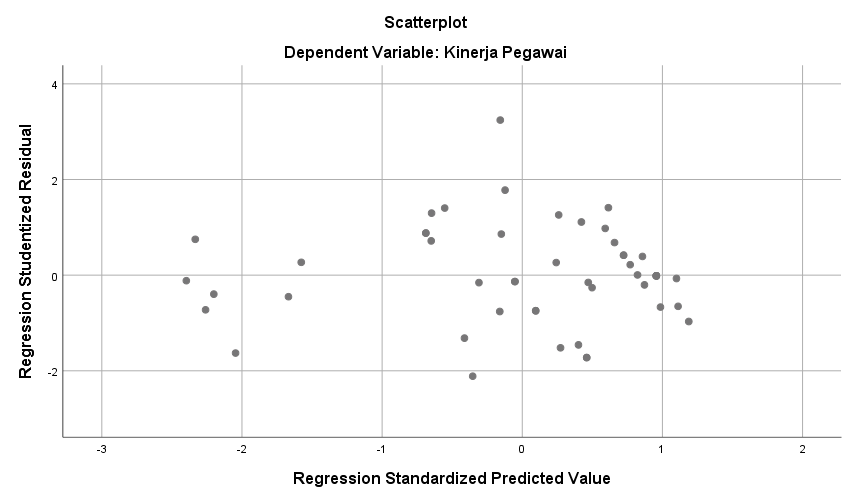 Scatterplot
Dependent Variable: Kinerja Pegawai
Regression Studentized Residual
4
2
0
-2
-3 -2 -1 0 1 2
Regression Standardized Predicted Value